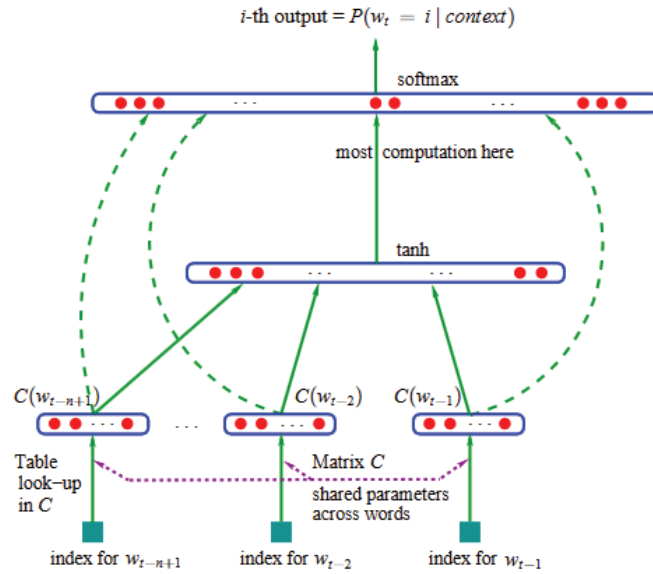 i-th output = P(w_t = i | context)
softmax
... ... 
most computation here
tanh
... ...
C(w_{t−n+1}) C(w_{t−2}) C(w_{t−1})
... ... ... ...
Table look−up in C
Matrix C
shared parameters across words
index for w_{t−n+1} index for w_{t−2} index for w_{t−1}